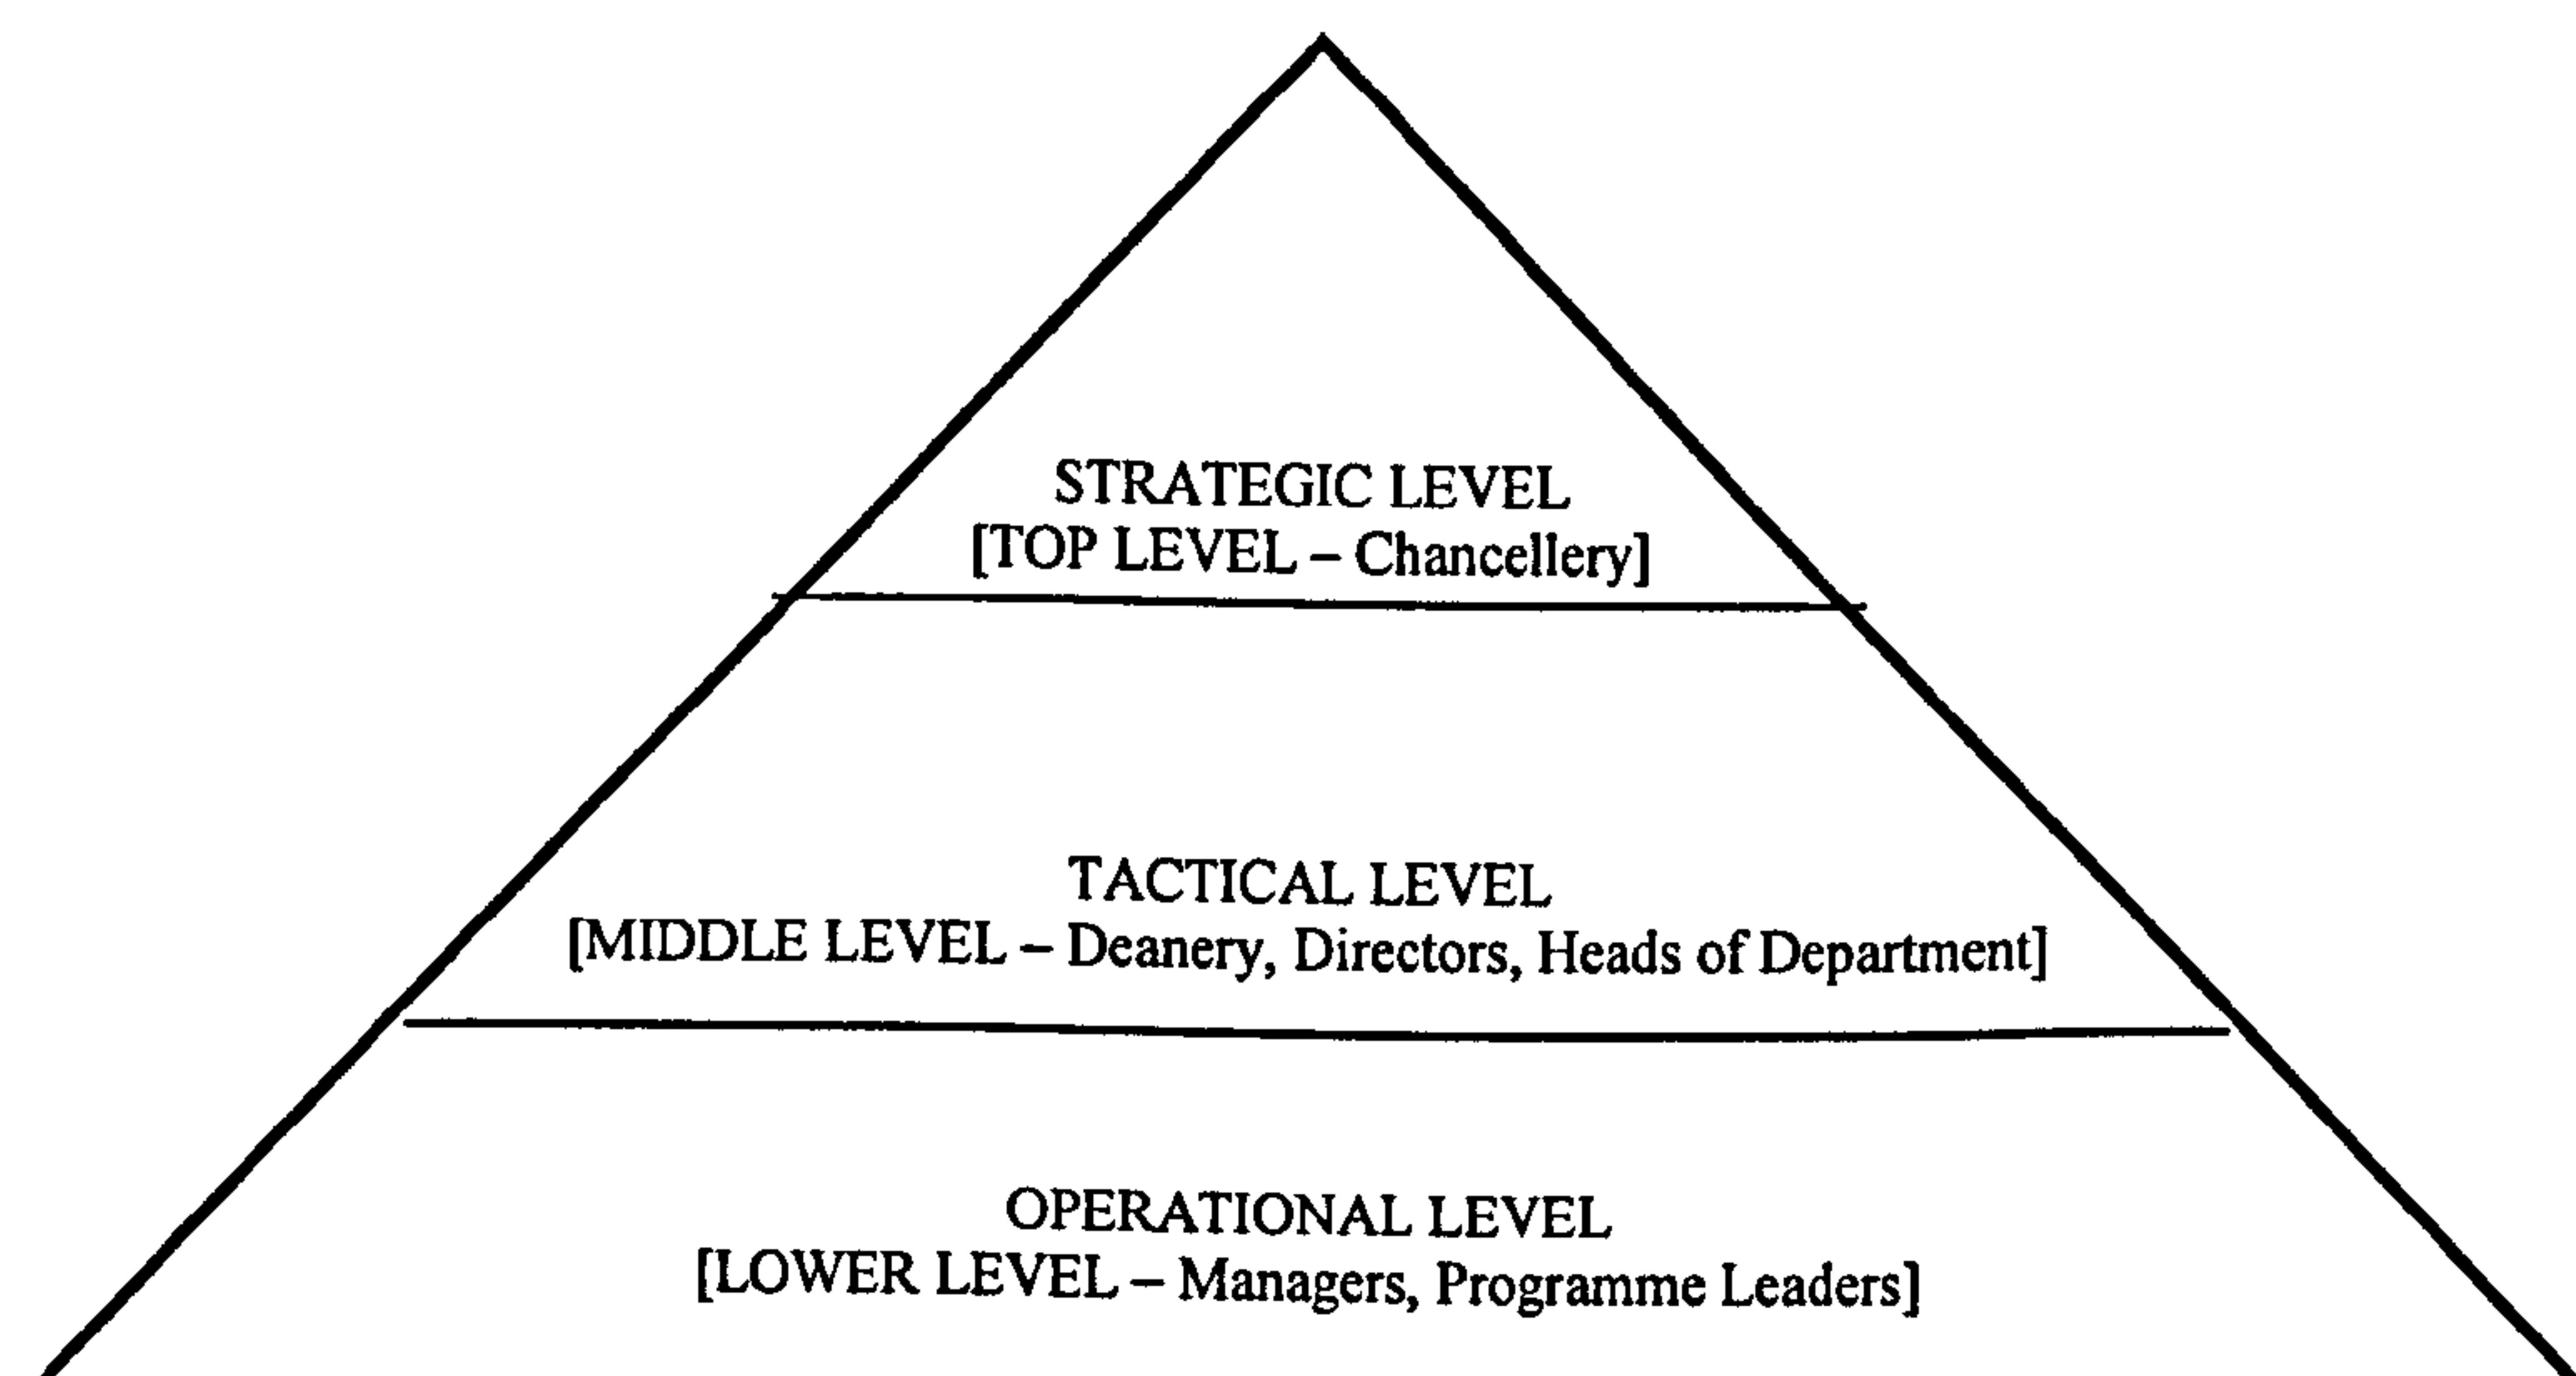 STRATEGIC LEVEL
[TOP LEVEL – Chancellery]
TACTICAL LEVEL
[MIDDLE LEVEL – Deanery, Directors, Heads of Department]
OPERATIONAL LEVEL
[LOWER LEVEL – Managers, Programme Leaders]